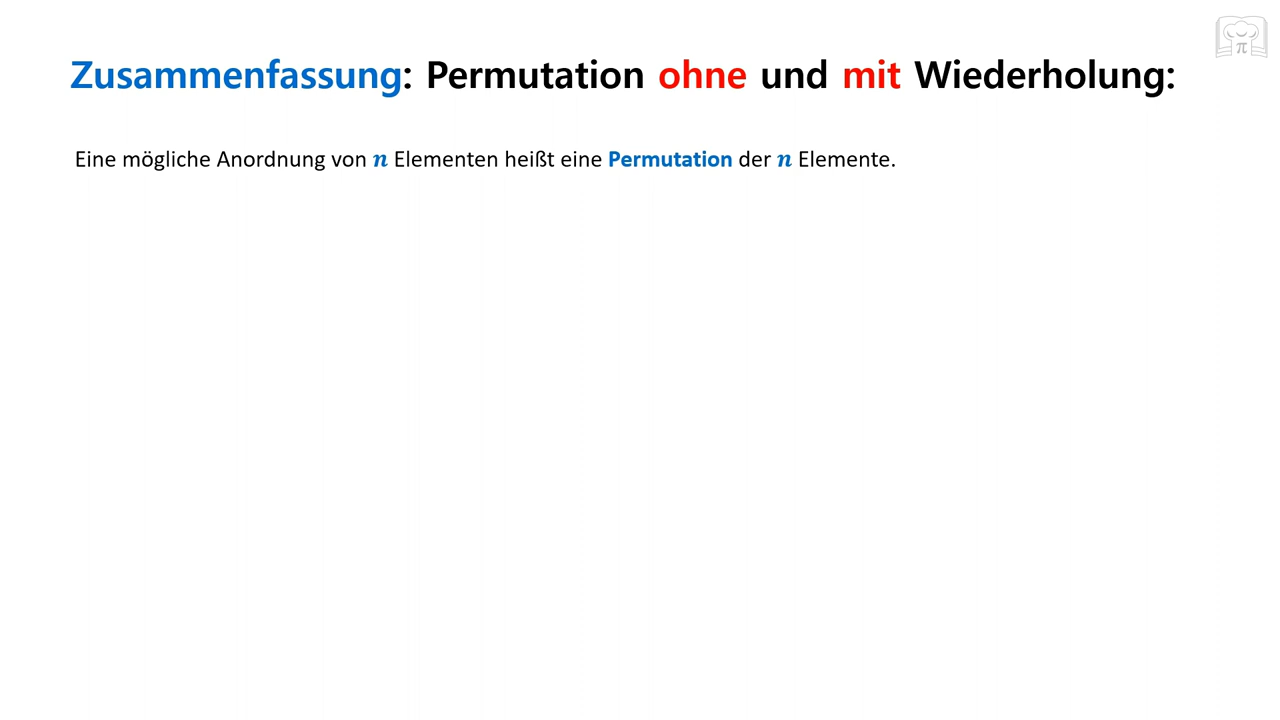 Zusammenfassung: Permutation ohne und mit Wiederholung:
Eine mögliche Anordnung von n Elementen heißt eine Permutation der n Elemente.
π